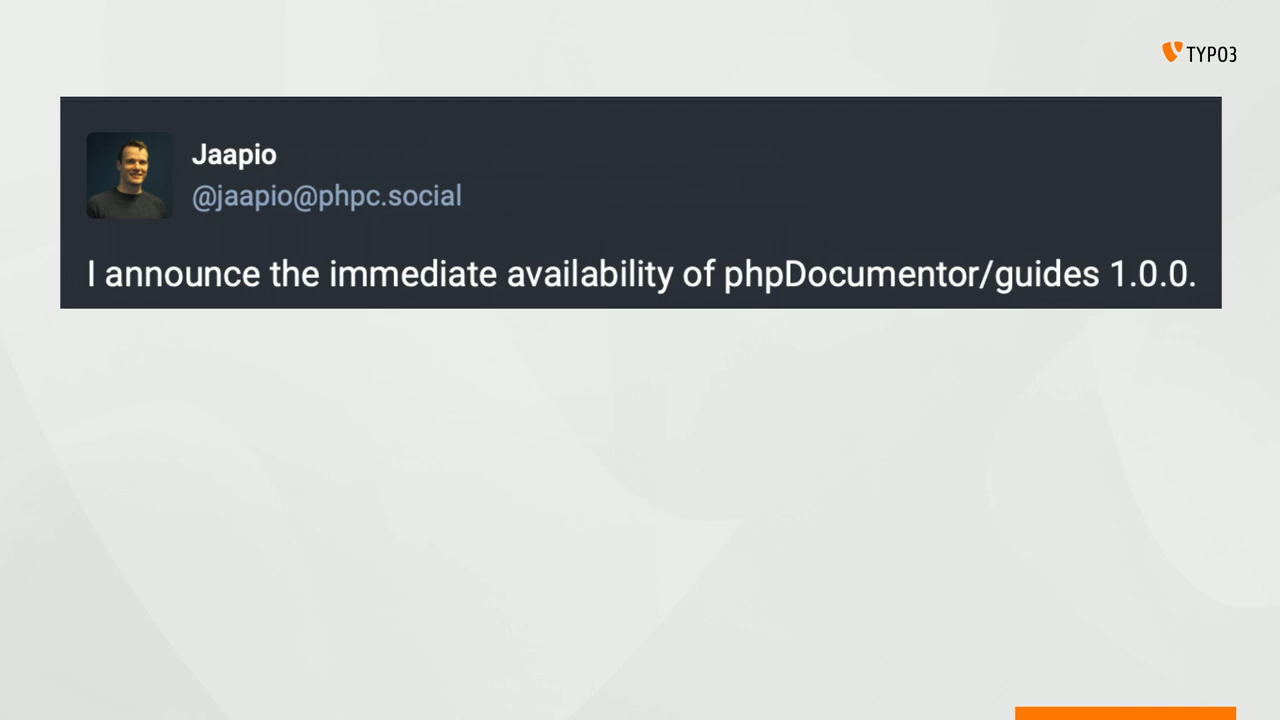 TYPO3
Jaapio
@jaapio@phpc.social
I announce the immediate availability of phpDocumentor/guides 1.0.0.